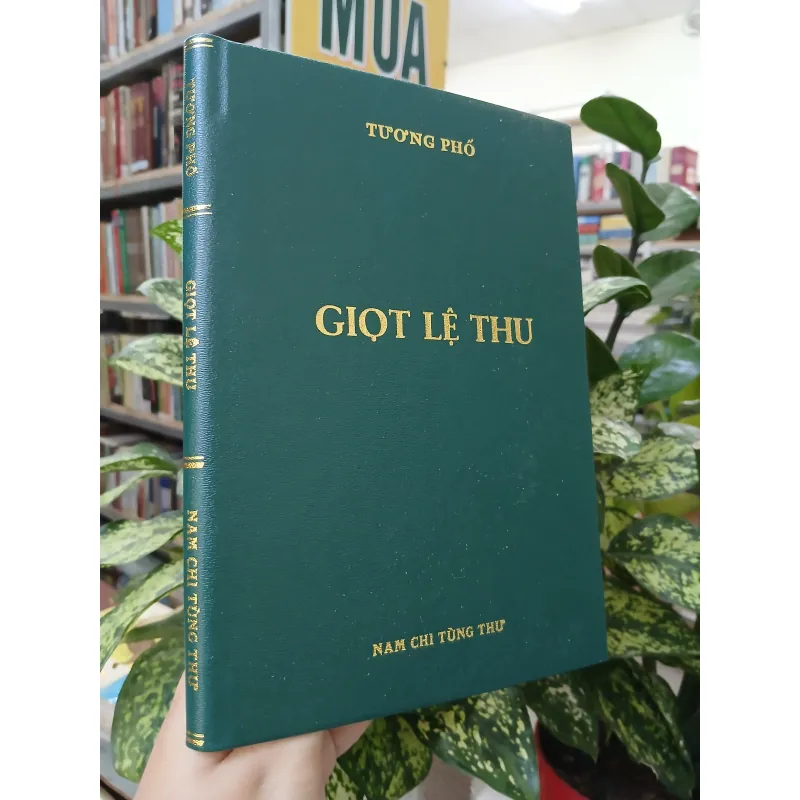 MUA
TƯƠNG PHỐ
GIỌT LỆ THU
NAM CHI TÙNG THƯ
TƯƠNG PHỐ
GIỌT LỆ THU
NAM CHI TÙNG THƯ